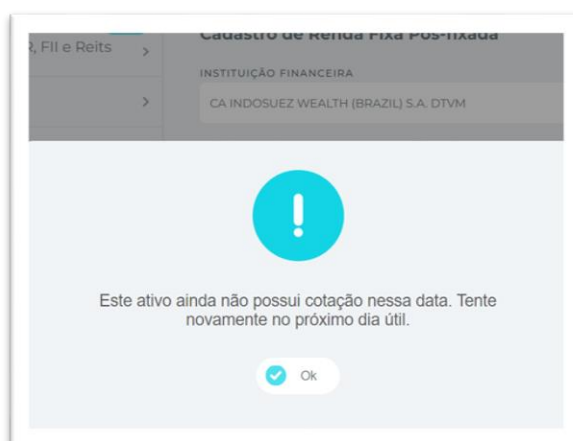 Cadastro de Renda Fixa Pós-fixada
R, FII e Reits
INSTITUIÇÃO FINANCEIRA
CA INDOSUEZ WEALTH (BRAZIL) S.A. DTVM
Este ativo ainda não possui cotação nessa data. Tente
novamente no próximo dia útil.
Ok